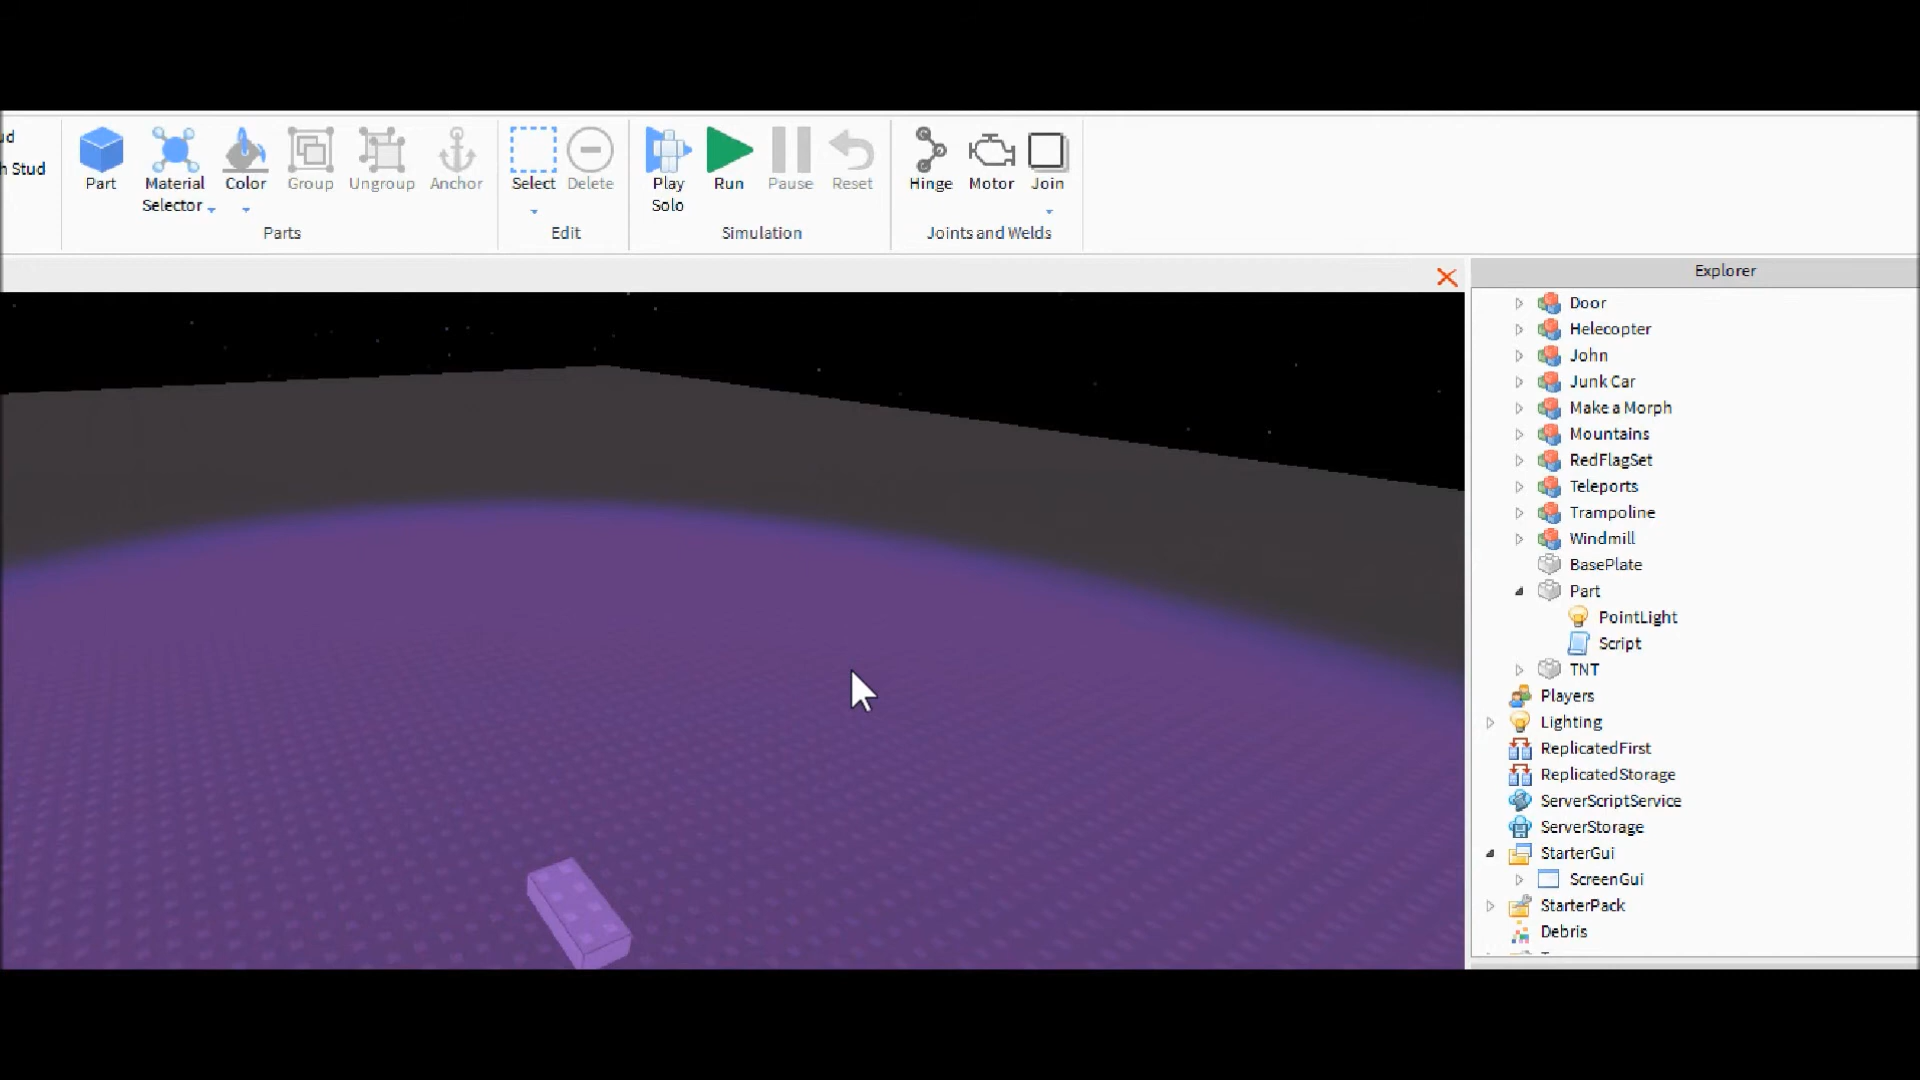 ud
h Stud
Part
Material
Selector
Color
Group
Ungroup
Anchor
Parts
Select
Delete
Edit
Play
Solo
Run
Pause
Reset
Simulation
Hinge
Motor
Join
Joints and Welds
Explorer
Door
Helecopter
John
Junk Car
Make a Morph
Mountains
RedFlagSet
Teleports
Trampoline
Windmill
BasePlate
Part
PointLight
Script
TNT
Players
Lighting
ReplicatedFirst
ReplicatedStorage
ServerScriptService
ServerStorage
StarterGui
ScreenGui
StarterPack
Debris